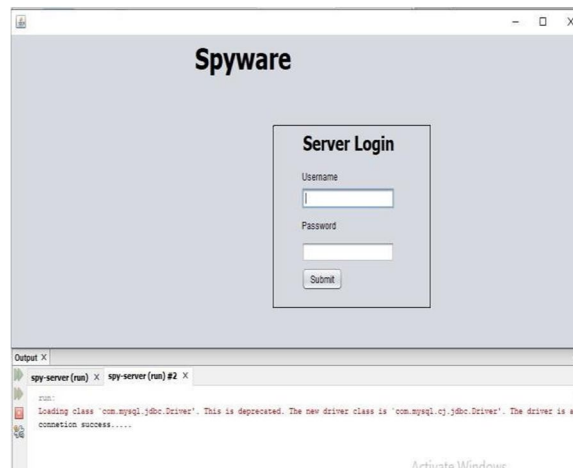 Spyware
Server Login
Username
Password
Submit
Output X
spy-server (run) X spy-server (run) #2 X
run:
Loading class `com.mysql.jdbc.Driver'. This is deprecated. The new driver class is `com.mysql.cj.jdbc.Driver'. The driver is a
connetion success.....
Activate Windows